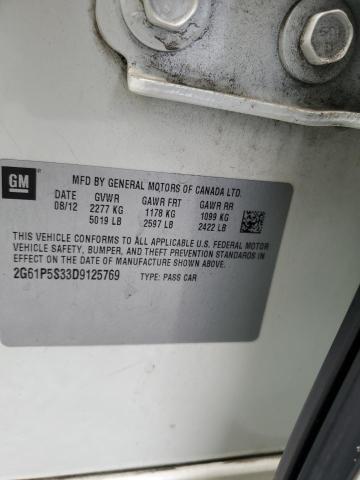 GM
MFD BY GENERAL MOTORS OF CANADA LTD.
DATE GVWR GAWR FRT GAWR RR
08/12 2277 KG 1178 KG 1099 KG
5019 LB 2597 LB 2422 LB
THIS VEHICLE CONFORMS TO ALL APPLICABLE U.S. FEDERAL MOTOR
VEHICLE SAFETY, BUMPER, AND THEFT PREVENTION STANDARDS
IN EFFECT ON THE DATE OF MANUFACTURE SHOWN ABOVE.
2G61P5S33D9125769 TYPE: PASS CAR